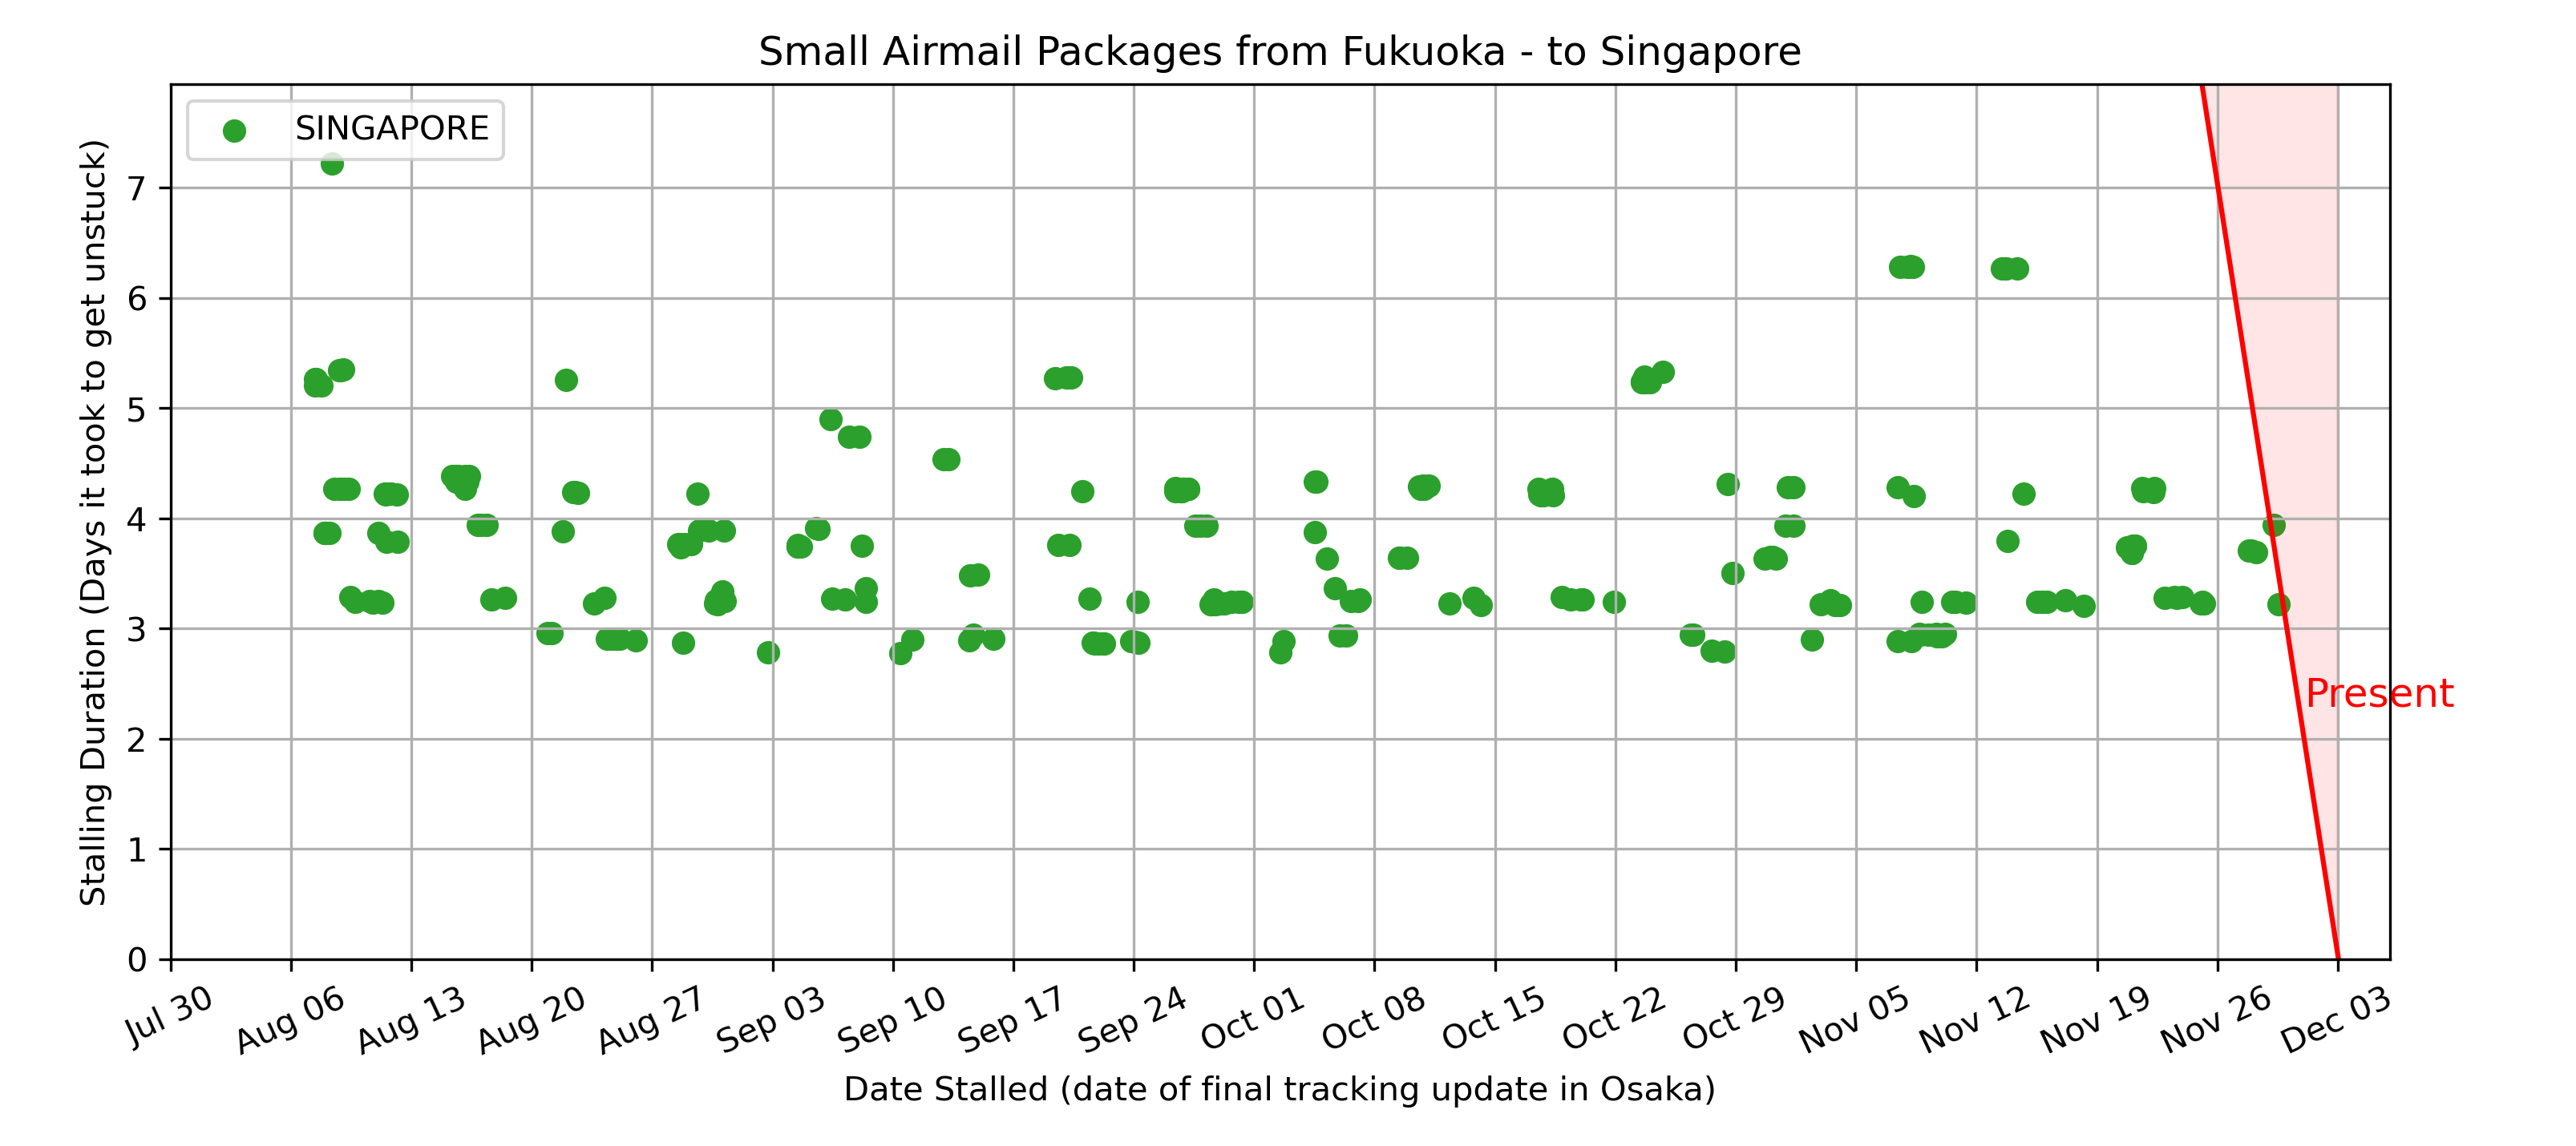 Small Airmail Packages from Fukuoka - to Singapore
SINGAPORE
Stalling Duration (Days it took to get unstuck)
7
6
5
4
3
2
1
0
Present
Jul 30
Aug 06
Aug 13
Aug 20
Aug 27
Sep 03
Sep 10
Sep 17
Sep 24
Oct 01
Oct 08
Oct 15
Oct 22
Oct 29
Nov 05
Nov 12
Nov 19
Nov 26
Dec 03
Date Stalled (date of final tracking update in Osaka)